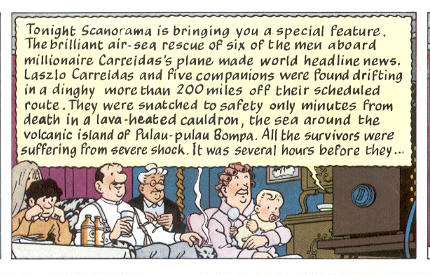 Tonight Scanorama is bringing you a special feature.
The brilliant air-sea rescue of six of the men aboard
millionaire Carreidas's plane made world headline news.
Laszlo Carreidas and five companions were found drifting
in a dinghy more than 200 miles off their scheduled
route. They were snatched to safety only minutes from
death in a lava-heated cauldron, the sea around the
volcanic island of Pulau-pulau Bompa. All the survivors were
suffering from severe shock. It was several hours before they...